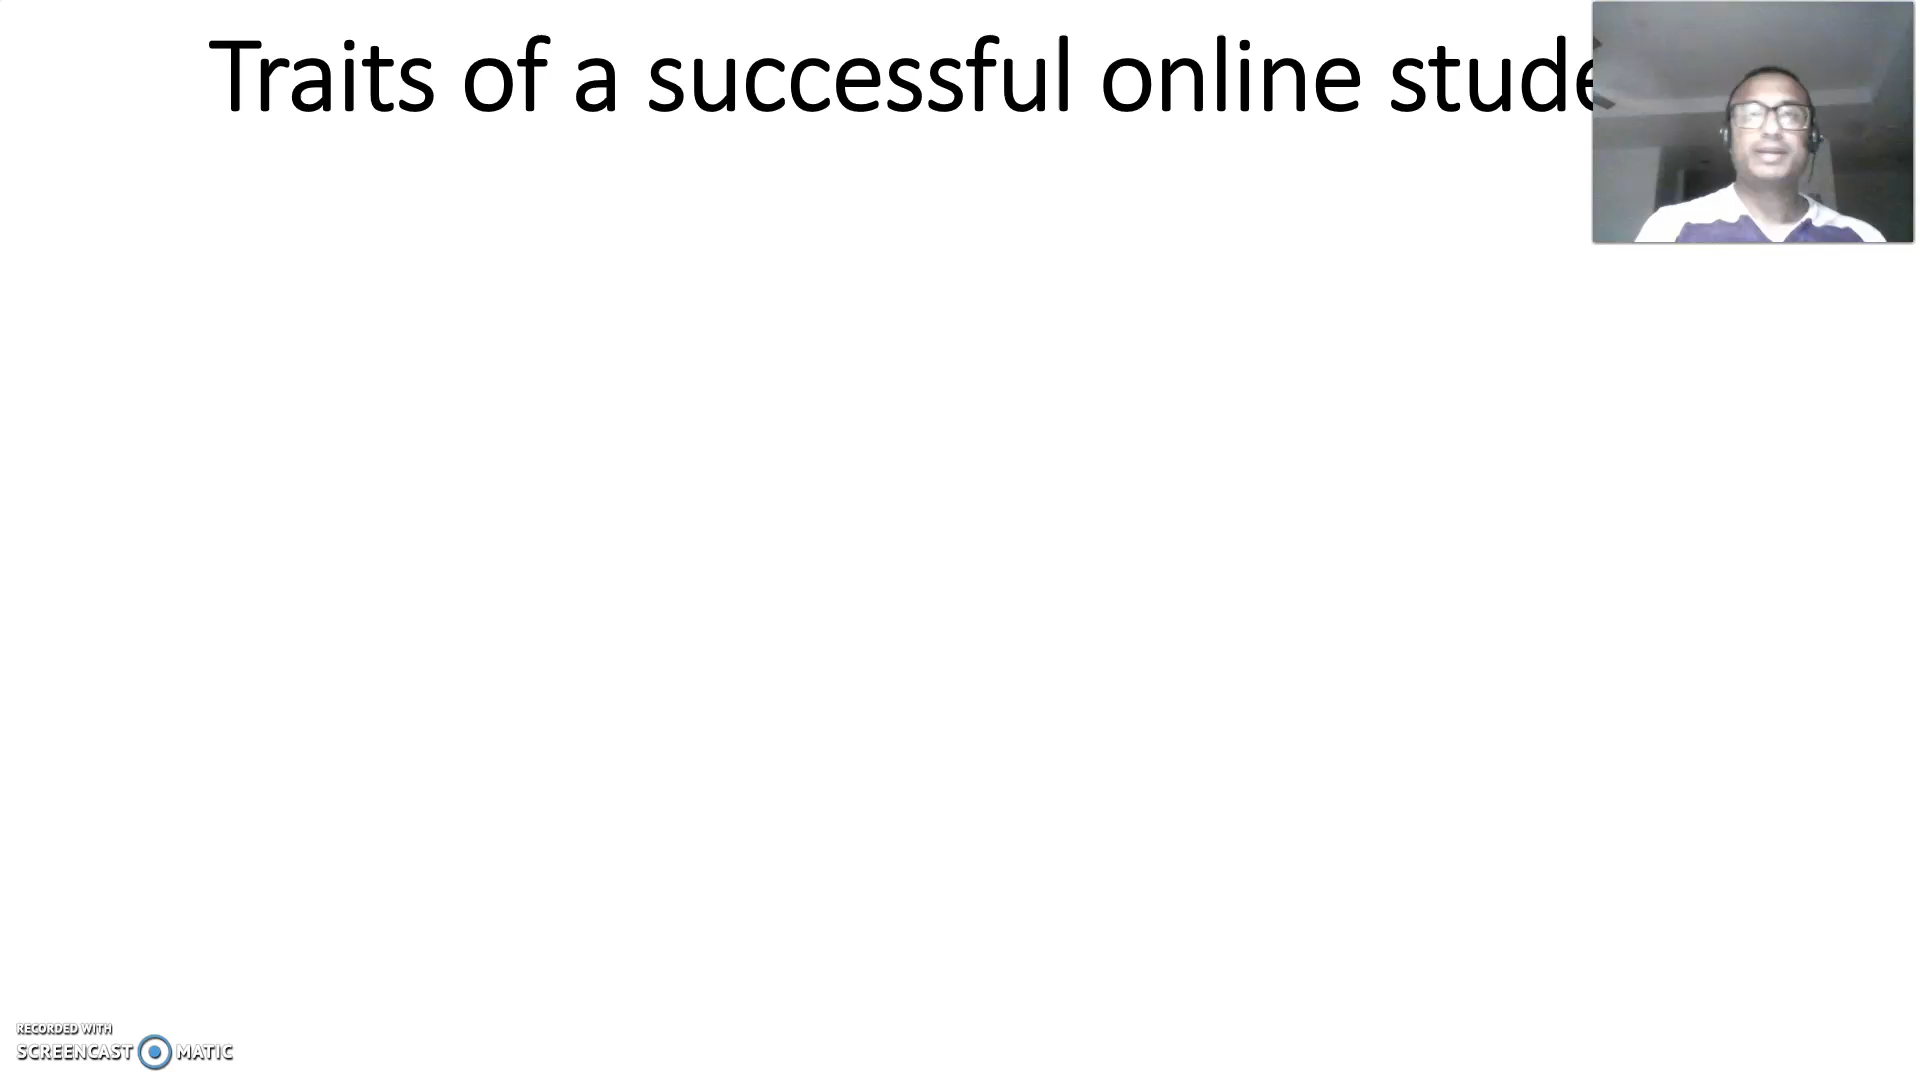 Traits of a successful online stude
RECORDED WITH
SCREENCAST MATIC